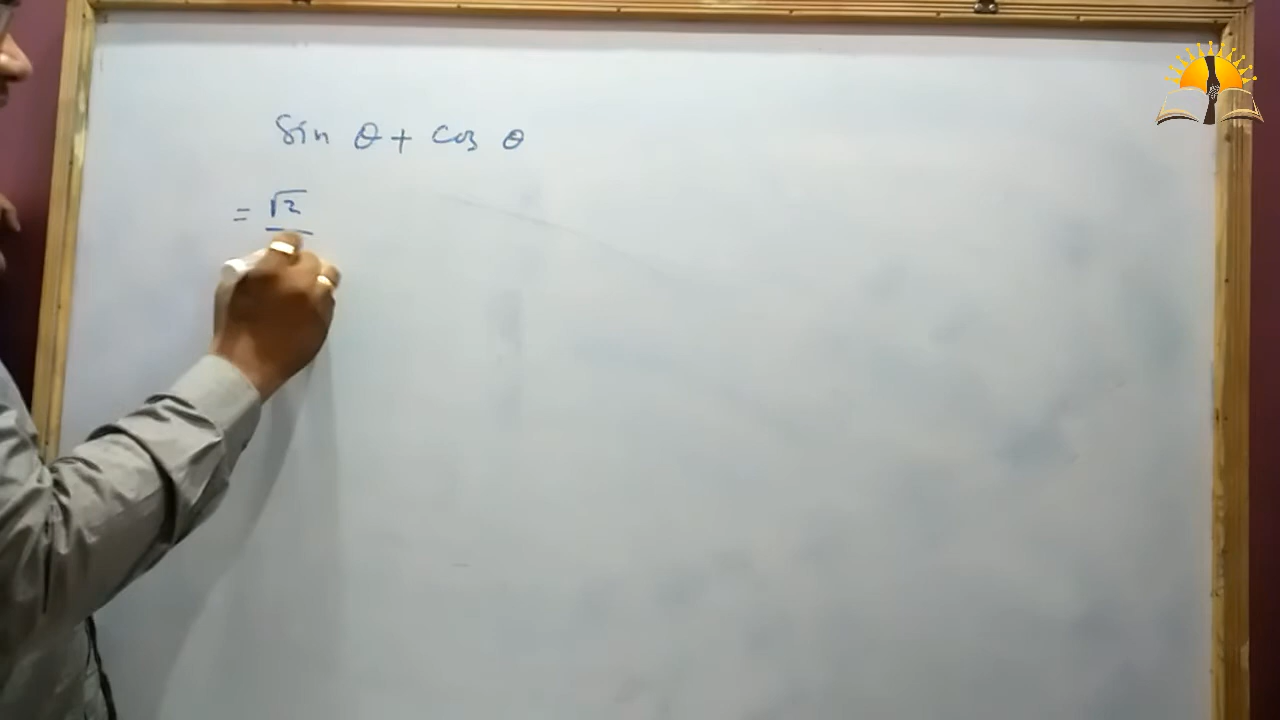 Sin θ + Cos θ
= √2